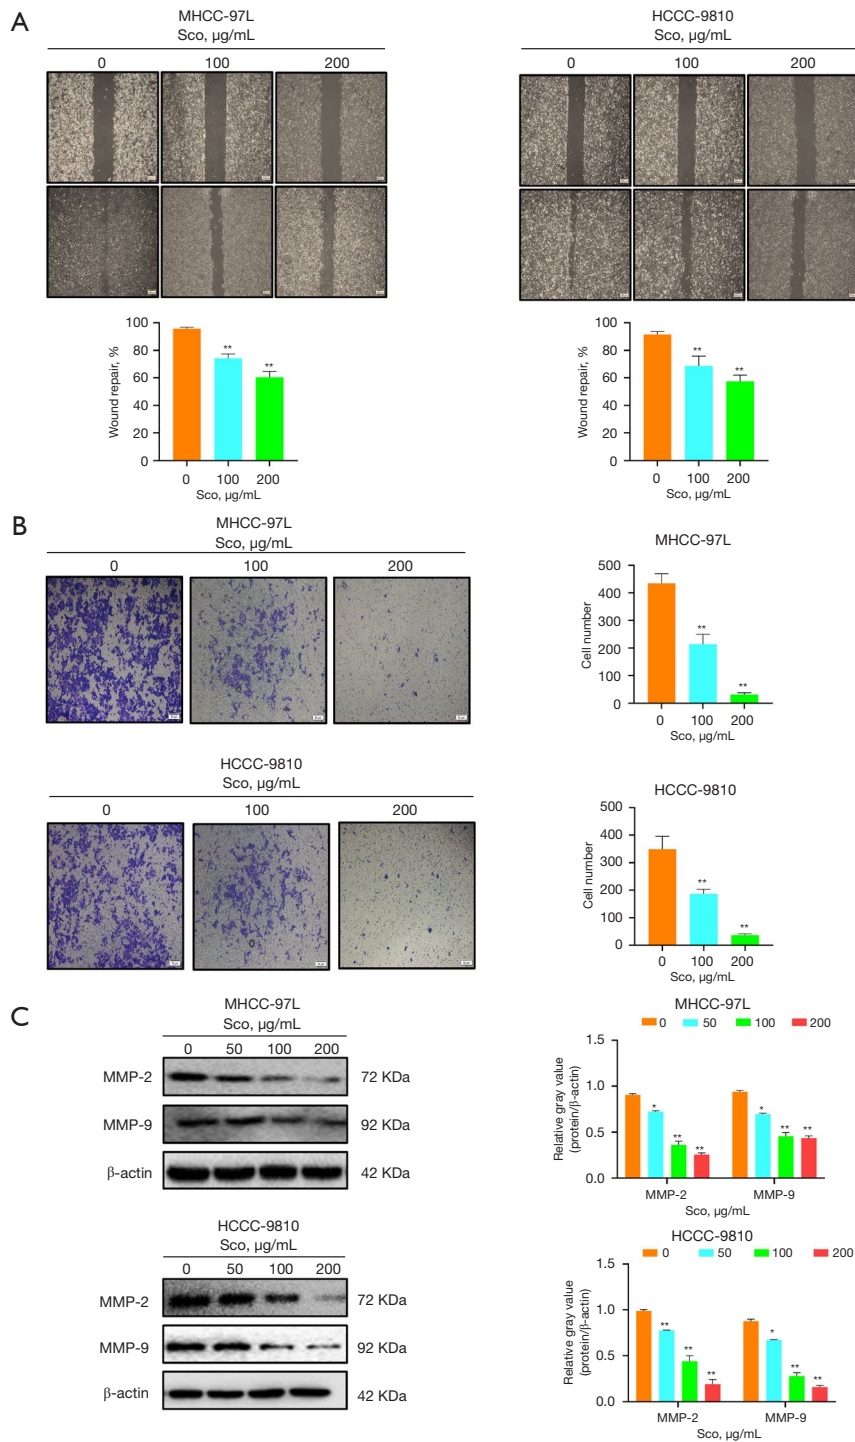 A
MHCC-97L
Sco, µg/mL
0 100 200
HCCC-9810
Sco, µg/mL
0 100 200
Wound repair, %
100
80
60
40
20
0
**
**
0 100 200
Sco, µg/mL
Wound repair, %
100
80
60
40
20
0
**
**
0 100 200
Sco, µg/mL
B
MHCC-97L
Sco, µg/mL
0 100 200
MHCC-97L
Cell number
500
400
300
200
100
0
**
**
0 100 200
Sco, µg/mL
HCCC-9810
Sco, µg/mL
0 100 200
HCCC-9810
Cell number
500
400
300
200
100
0
**
**
0 100 200
Sco, µg/mL
C
MHCC-97L
Sco, µg/mL
0 50 100 200
MMP-2 72 KDa
MMP-9 92 KDa
β-actin 42 KDa
MHCC-97L
0 50 100 200
Relative gray value
(protein/β-actin)
1.5
1.0
0.5
0.0
* ** **
* ** **
MMP-2 MMP-9
Sco, µg/mL
HCCC-9810
Sco, µg/mL
0 50 100 200
MMP-2 72 KDa
MMP-9 92 KDa
β-actin 42 KDa
HCCC-9810
0 50 100 200
Relative gray value
(protein/β-actin)
1.5
1.0
0.5
0.0
** ** **
* ** **
MMP-2 MMP-9
Sco, µg/mL